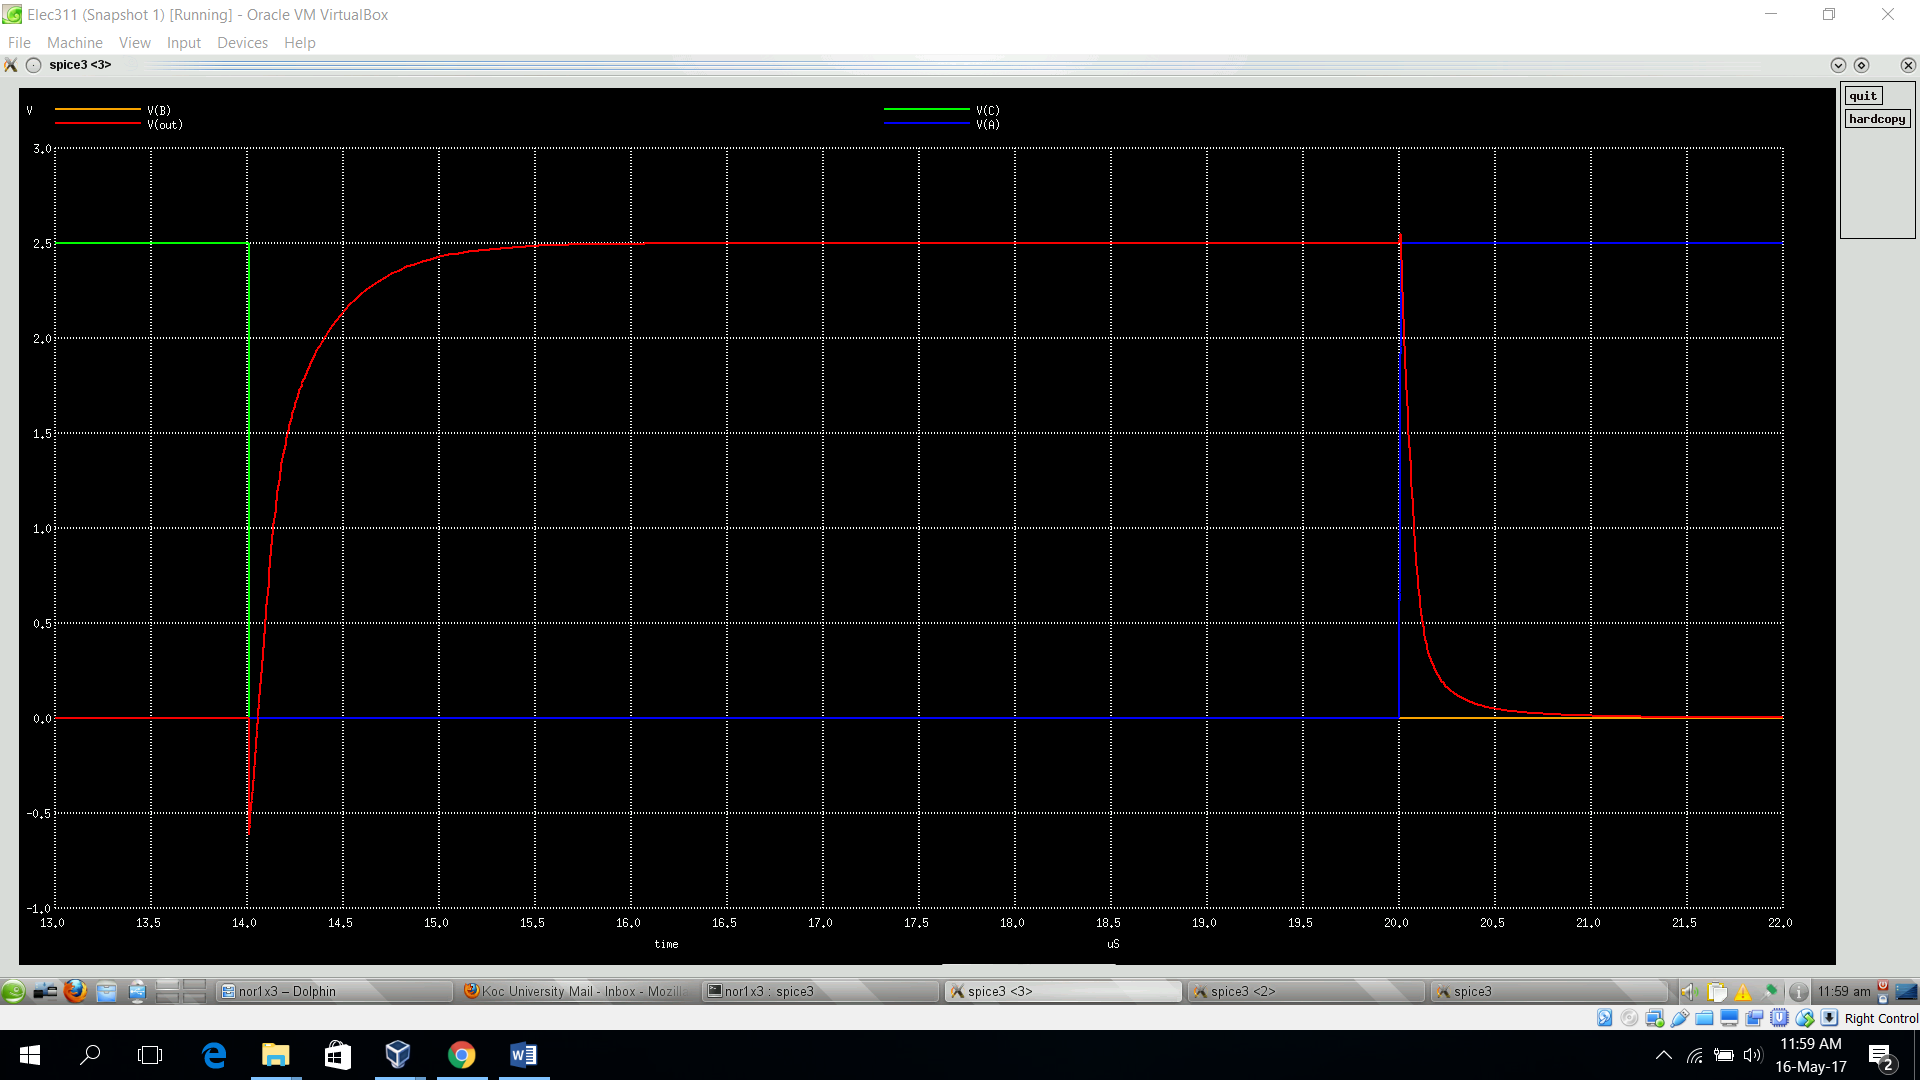 Elec311 (Snapshot 1) [Running] - Oracle VM VirtualBox
File Machine View Input Devices Help
spice3 <3>
quit
hardcopy
V V(B) V(C)
V(out) V(A)
3.0
2.5
2.0
1.5
1.0
0.5
0.0
-0.5
-1.0
13.0 13.5 14.0 14.5 15.0 15.5 16.0 16.5 17.0 17.5 18.0 18.5 19.0 19.5 20.0 20.5 21.0 21.5 22.0
time uS
nor1x3 – Dolphin Koc University Mail - Inbox - Mozill nor1x3 : spice3 spice3 <3> spice3 <2> spice3 11:59 am
Right Control
11:59 AM
16-May-17
2